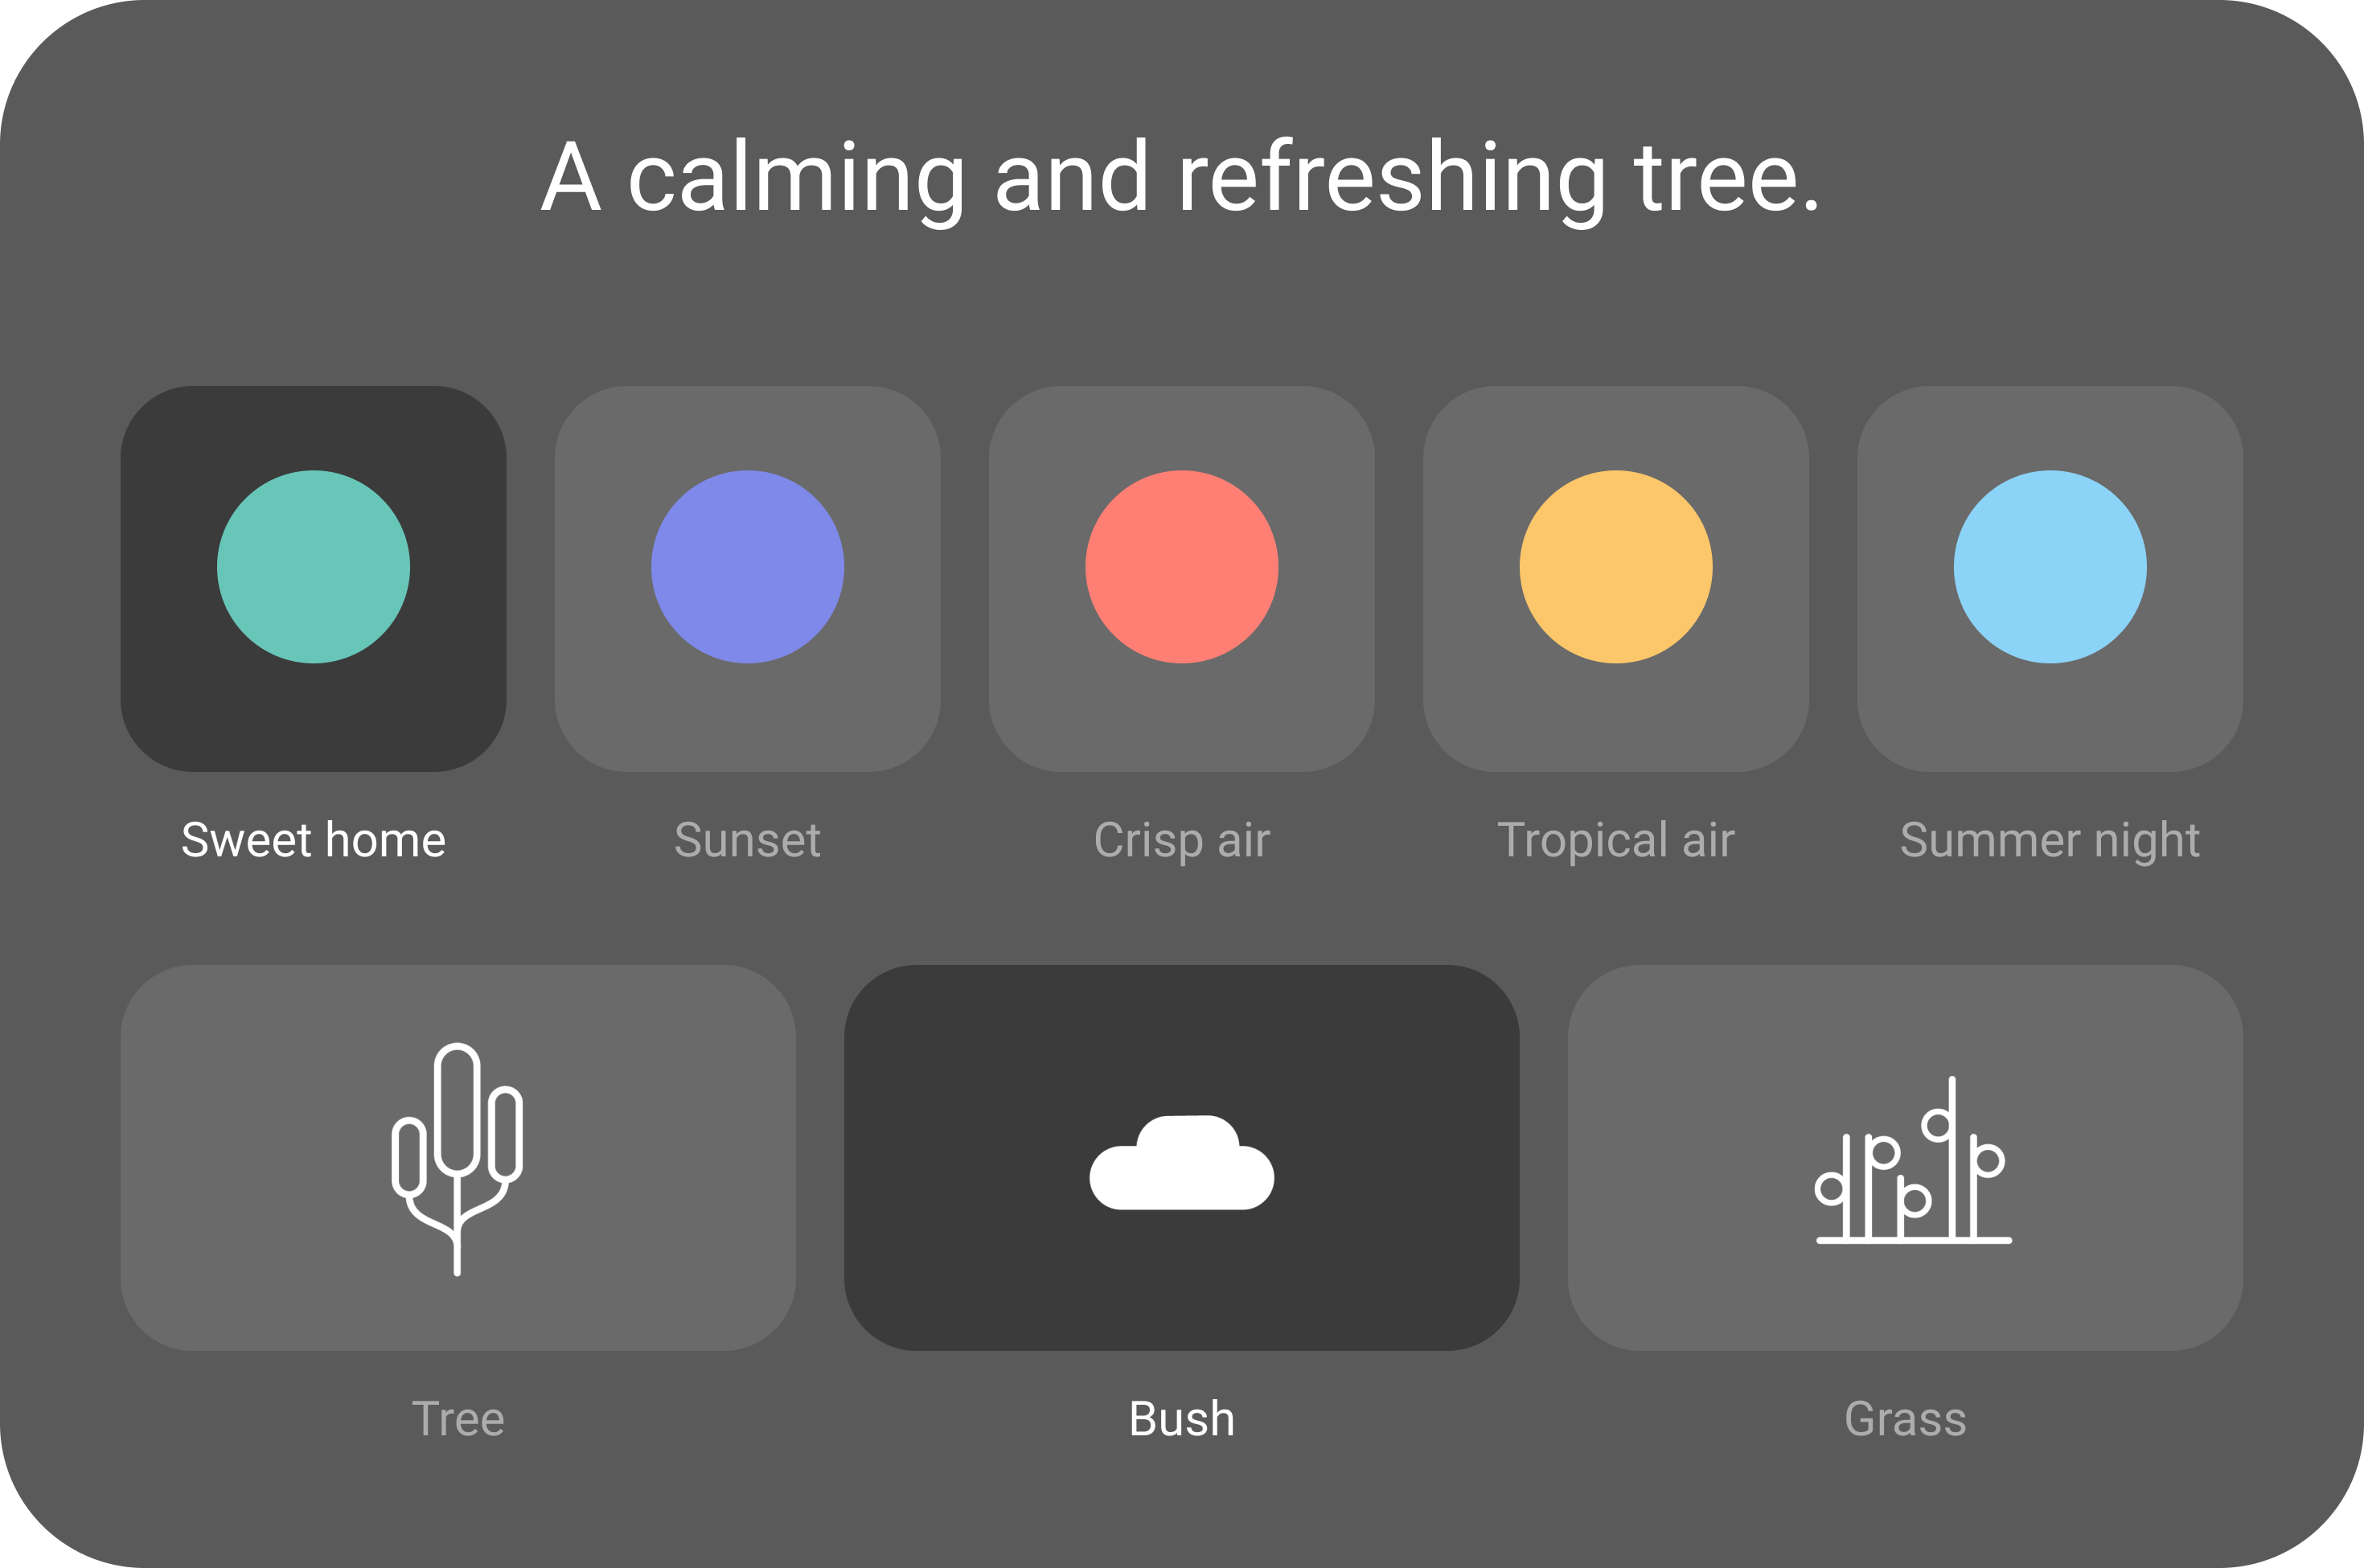 A calming and refreshing tree.
Sweet home
Sunset
Crisp air
Tropical air
Summer night
Tree
Bush
Grass